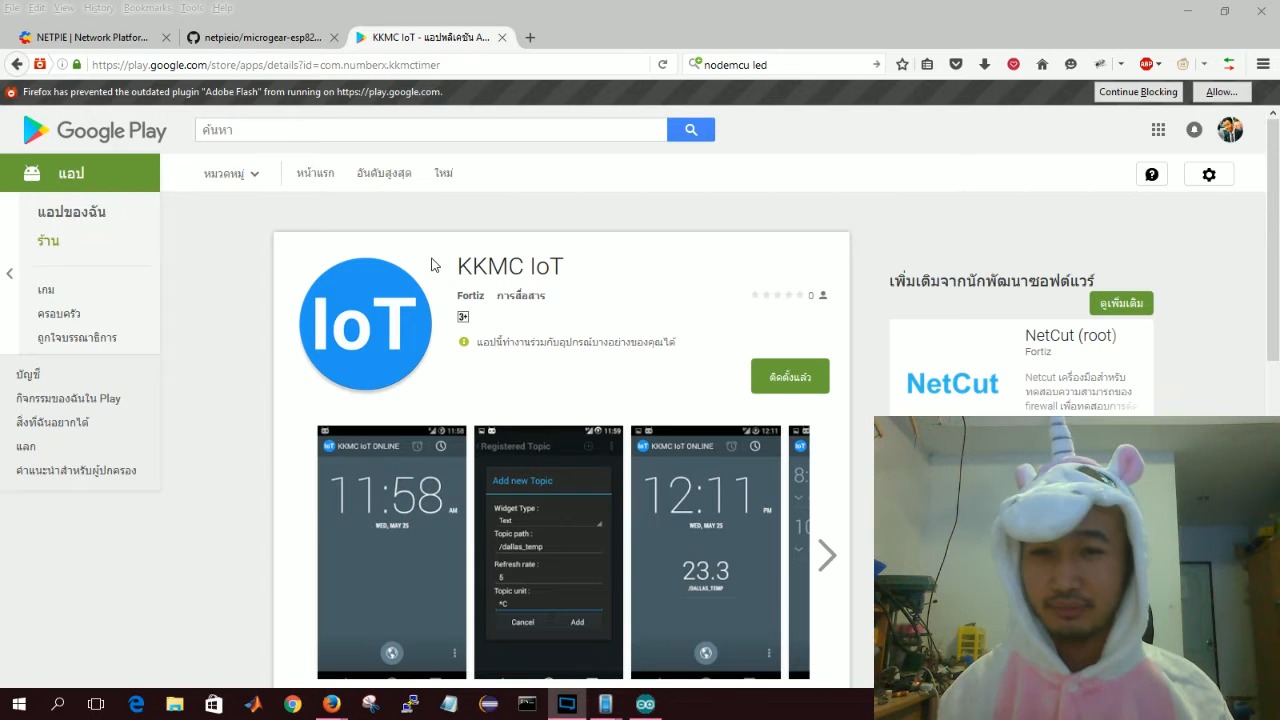 File Edit View History Bookmarks Tools Help
NETPIE | Network Platfor...
netpieio/microgear-esp82...
KKMC IoT - แอปพลิเคชัน A...
https://play.google.com/store/apps/details?id=com.numberx.kkmctimer
nodemcu led
Firefox has prevented the outdated plugin "Adobe Flash" from running on https://play.google.com.
Continue Blocking
Allow...
Google Play
ค้นหา
แอป
หมวดหมู่
หน้าแรก
อันดับสูงสุด
ใหม่
แอปของฉัน
ร้าน
เกม
ครอบครัว
ถูกใจบรรณาธิการ
บัญชี
กิจกรรมของฉันใน Play
สิ่งที่ฉันอยากได้
แลก
คำแนะนำสำหรับผู้ปกครอง
IoT
KKMC IoT
Fortiz การสื่อสาร
0
3+
แอปนี้ทำงานร่วมกับอุปกรณ์บางอย่างของคุณได้
ติดตั้งแล้ว
11:58
KKMC IoT ONLINE
11:58 AM
WED, MAY 25
11:59
Registered Topic
Add new Topic
Widget Type :
Text
Topic path :
/dallas_temp
Refresh rate :
5
Topic unit :
*C
Cancel Add
12:11
KKMC IoT ONLINE
12:11 PM
WED, MAY 25
23.3
/DALLAS_TEMP
เพิ่มเติมจากนักพัฒนาซอฟต์แวร์
ดูเพิ่มเติม
NetCut
NetCut (root)
Fortiz
Netcut เครื่องมือสำหรับ
ทดสอบความสามารถของ
firewall เพื่อทดสอบการตั